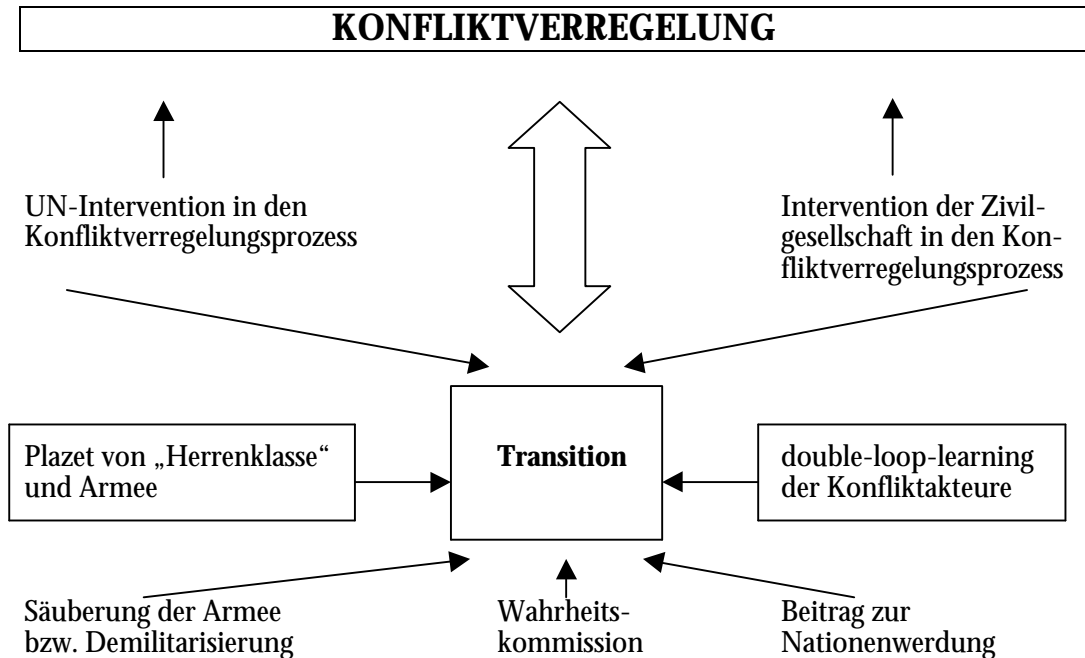 KONFLIKTVERREGELUNG
UN-Intervention in den
Konfliktverregelungsprozess
Intervention der Zivil-
gesellschaft in den Kon-
fliktverregelungsprozess
Plazet von „Herrenklasse“
und Armee
Transition
double-loop-learning
der Konfliktakteure
Säuberung der Armee
bzw. Demilitarisierung
Wahrheits-
kommission
Beitrag zur
Nationenwerdung